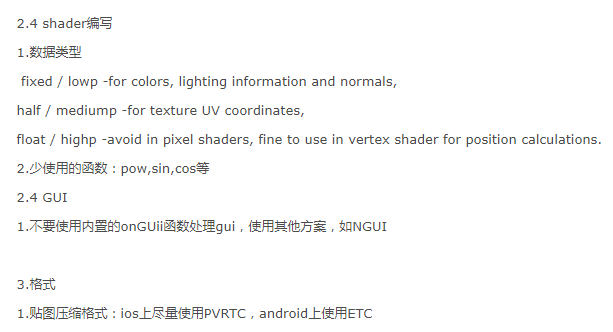 2.4 shader编写
1.数据类型
fixed / lowp -for colors, lighting information and normals,
half / mediump -for texture UV coordinates,
float / highp -avoid in pixel shaders, fine to use in vertex shader for position calculations.
2.少使用的函数：pow,sin,cos等
2.4 GUI
1.不要使用内置的onGUii函数处理gui，使用其他方案，如NGUI
3.格式
1.贴图压缩格式：ios上尽量使用PVRTC，android上使用ETC